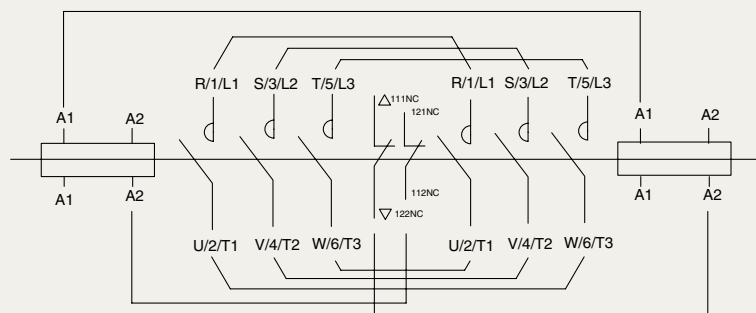 R/1/L1 S/3/L2 T/5/L3 R/1/L1 S/3/L2 T/5/L3
111NC
121NC
A1 A2 A1 A2
A1 A2 A1 A2
112NC
122NC
U/2/T1 V/4/T2 W/6/T3 U/2/T1 V/4/T2 W/6/T3